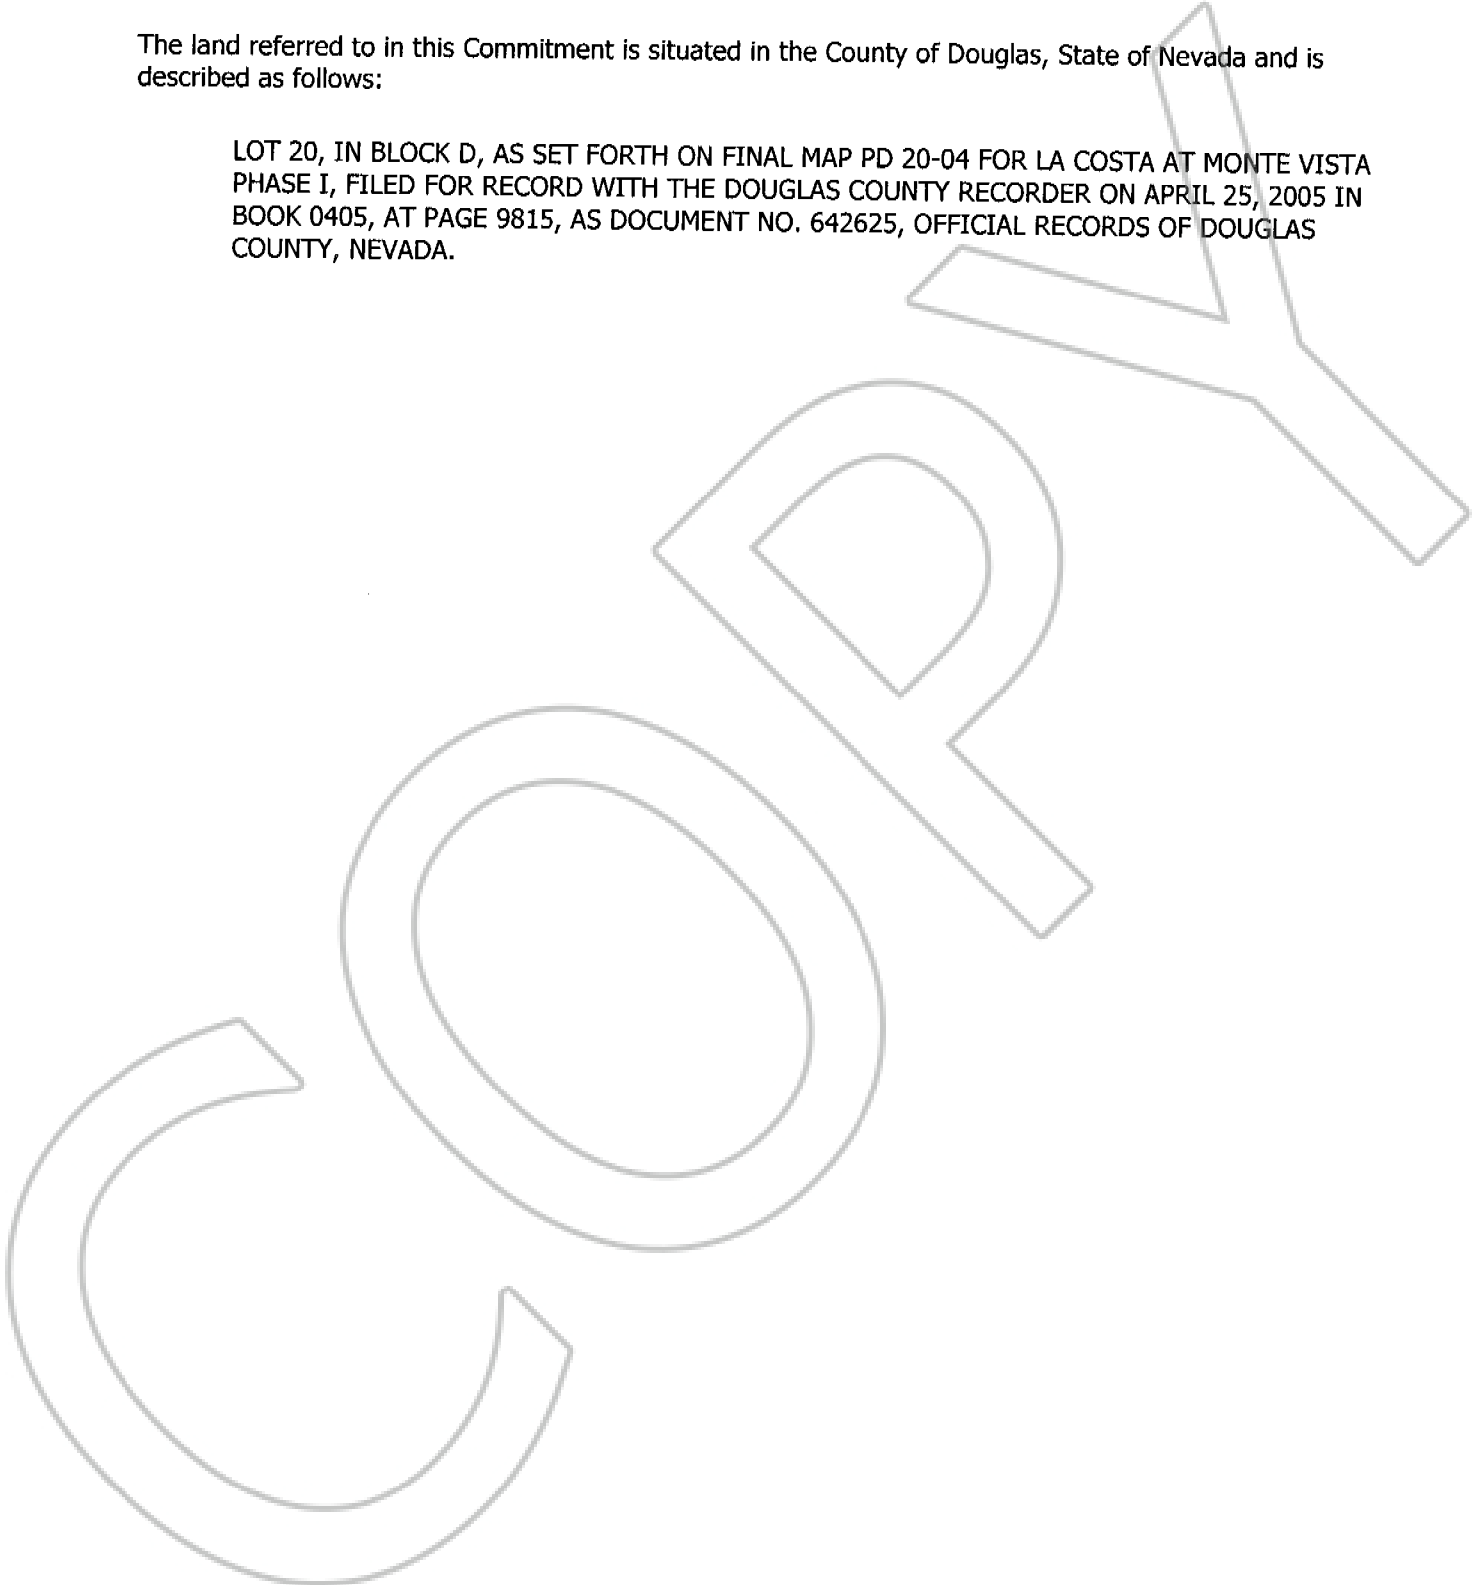 The land referred to in this Commitment is situated in the County of Douglas, State of Nevada and is
described as follows:
LOT 20, IN BLOCK D, AS SET FORTH ON FINAL MAP PD 20-04 FOR LA COSTA AT MONTE VISTA
PHASE I, FILED FOR RECORD WITH THE DOUGLAS COUNTY RECORDER ON APRIL 25, 2005 IN
BOOK 0405, AT PAGE 9815, AS DOCUMENT NO. 642625, OFFICIAL RECORDS OF DOUGLAS
COUNTY, NEVADA.
COPY